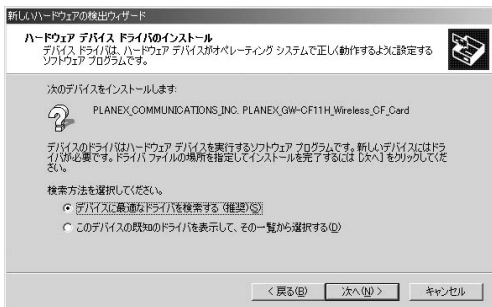 新しいハードウェアの検出ウィザード
ハードウェア デバイス ドライバのインストール
デバイス ドライバは、ハードウェア デバイスがオペレーティング システムで正しく動作するように設定する
ソフトウェア プログラムです。
次のデバイスをインストールします:
PLANEX_COMMUNICATIONS_INC. PLANEX_GW-CF11H_Wireless_CF_Card
デバイスのドライバはハードウェア デバイスを実行するソフトウェア プログラムです。新しいデバイスにはドラ
イバが必要です。ドライバ ファイルの場所を指定してインストールを完了するには [次へ] をクリックしてくだ
さい。
検索方法を選択してください。
デバイスに最適なドライバを検索する (推奨)(S)
このデバイスの既知のドライバを表示して、その一覧から選択する(D)
< 戻る(B)
次へ(N) >
キャンセル